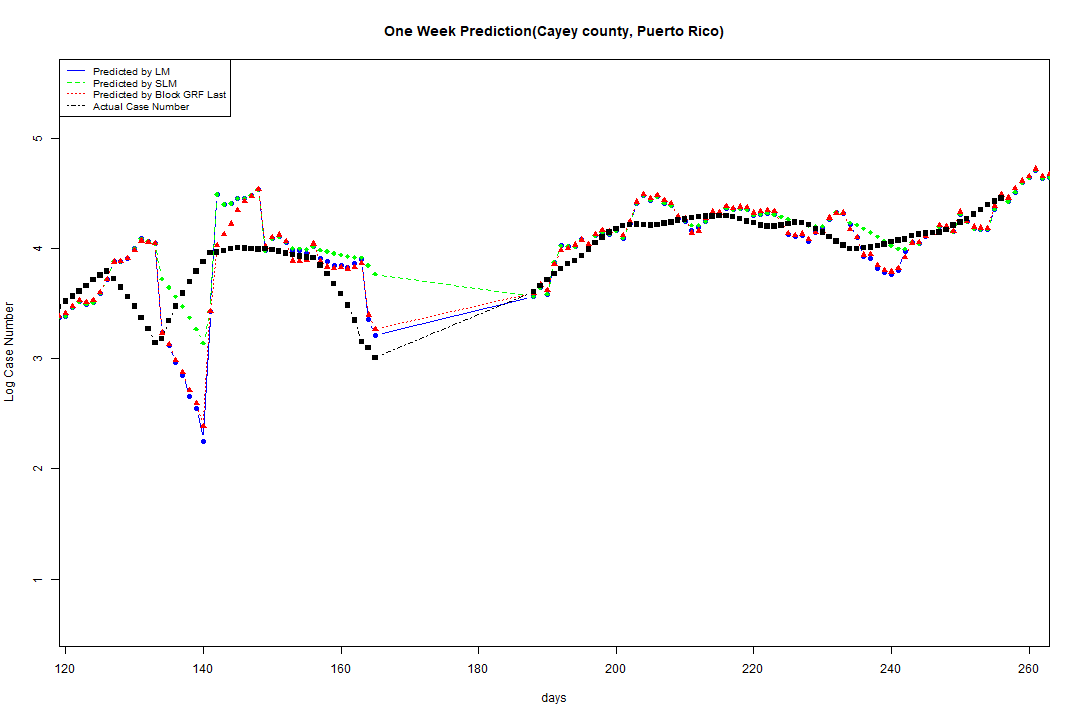 One Week Prediction(Cayey county, Puerto Rico)
Predicted by LM
Predicted by SLM
Predicted by Block GRF Last
Actual Case Number
5
4
3
2
1
Log Case Number
120 140 160 180 200 220 240 260
days